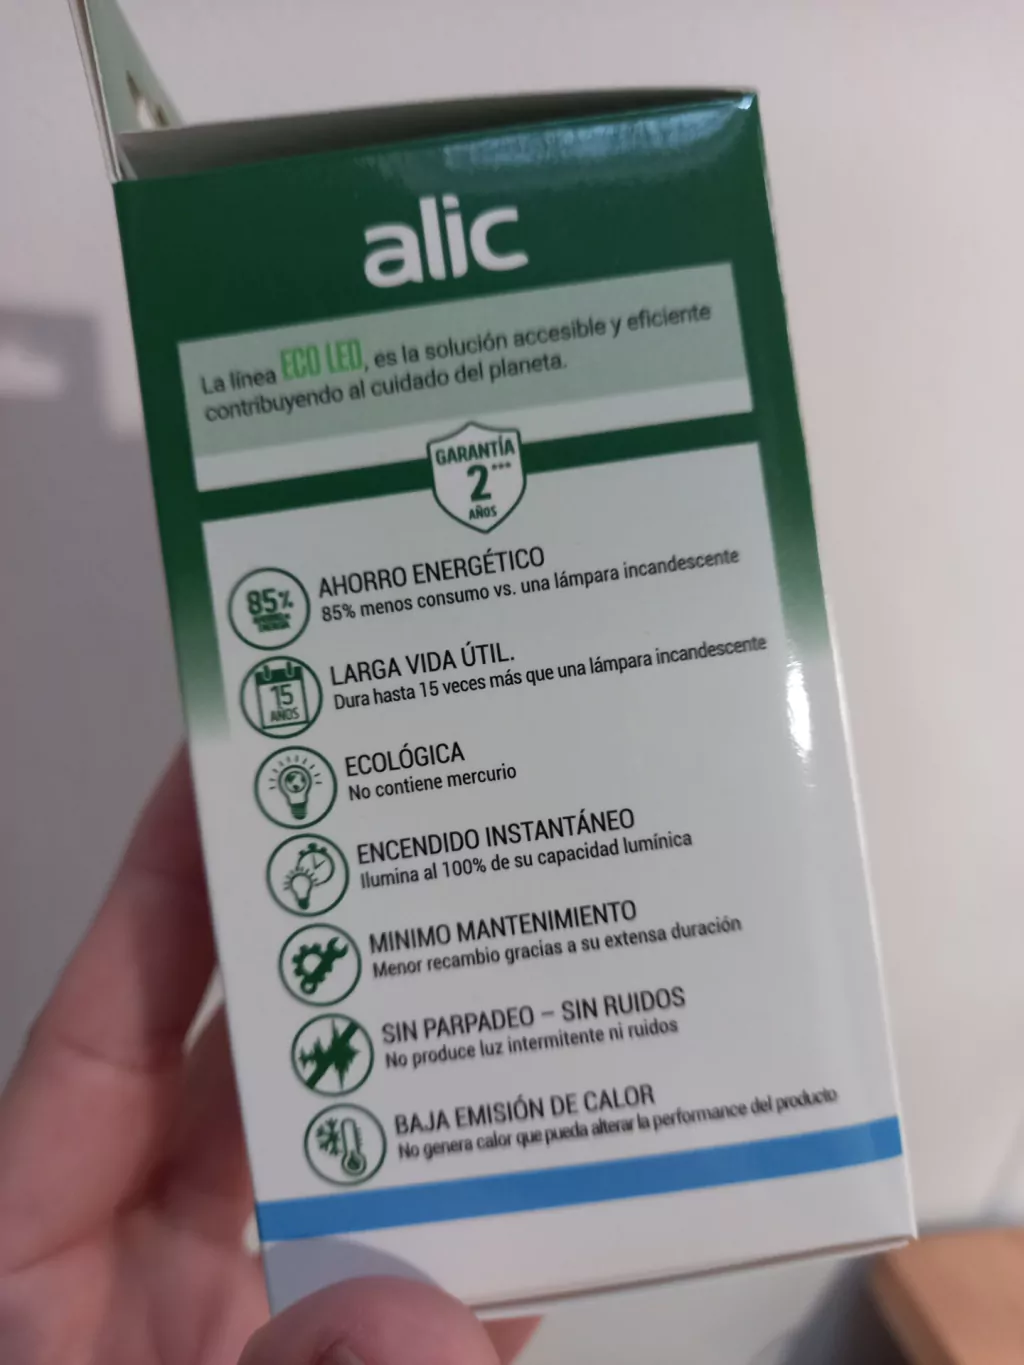 alic
La línea ECO LED, es la solución accesible y eficiente
contribuyendo al cuidado del planeta.
GARANTÍA
2***
AÑOS
85%
AHORRO
ENERGÍA
AHORRO ENERGÉTICO
85% menos consumo vs. una lámpara incandescente
15
AÑOS
LARGA VIDA ÚTIL.
Dura hasta 15 veces más que una lámpara incandescente
ECOLÓGICA
No contiene mercurio
ENCENDIDO INSTANTÁNEO
Ilumina al 100% de su capacidad lumínica
MINIMO MANTENIMIENTO
Menor recambio gracias a su extensa duración
SIN PARPADEO – SIN RUIDOS
No produce luz intermitente ni ruidos
BAJA EMISIÓN DE CALOR
No genera calor que pueda alterar la performance del producto